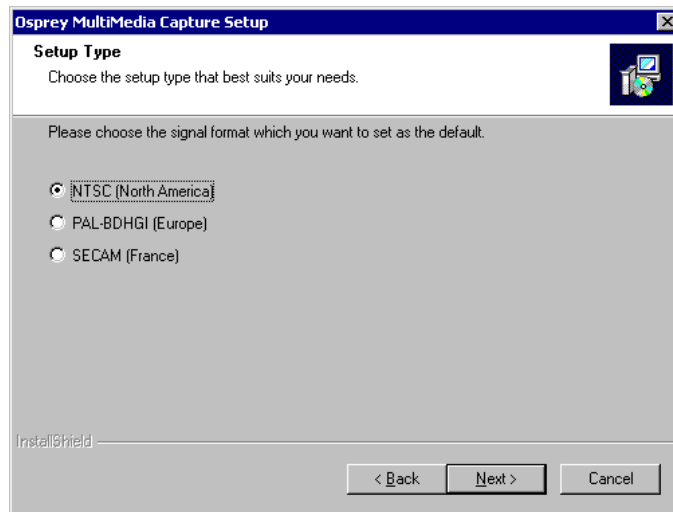 Osprey MultiMedia Capture Setup
Setup Type
Choose the setup type that best suits your needs.
Please choose the signal format which you want to set as the default.
NTSC (North America)
PAL-BDHGI (Europe)
SECAM (France)
InstallShield
< Back
Next >
Cancel